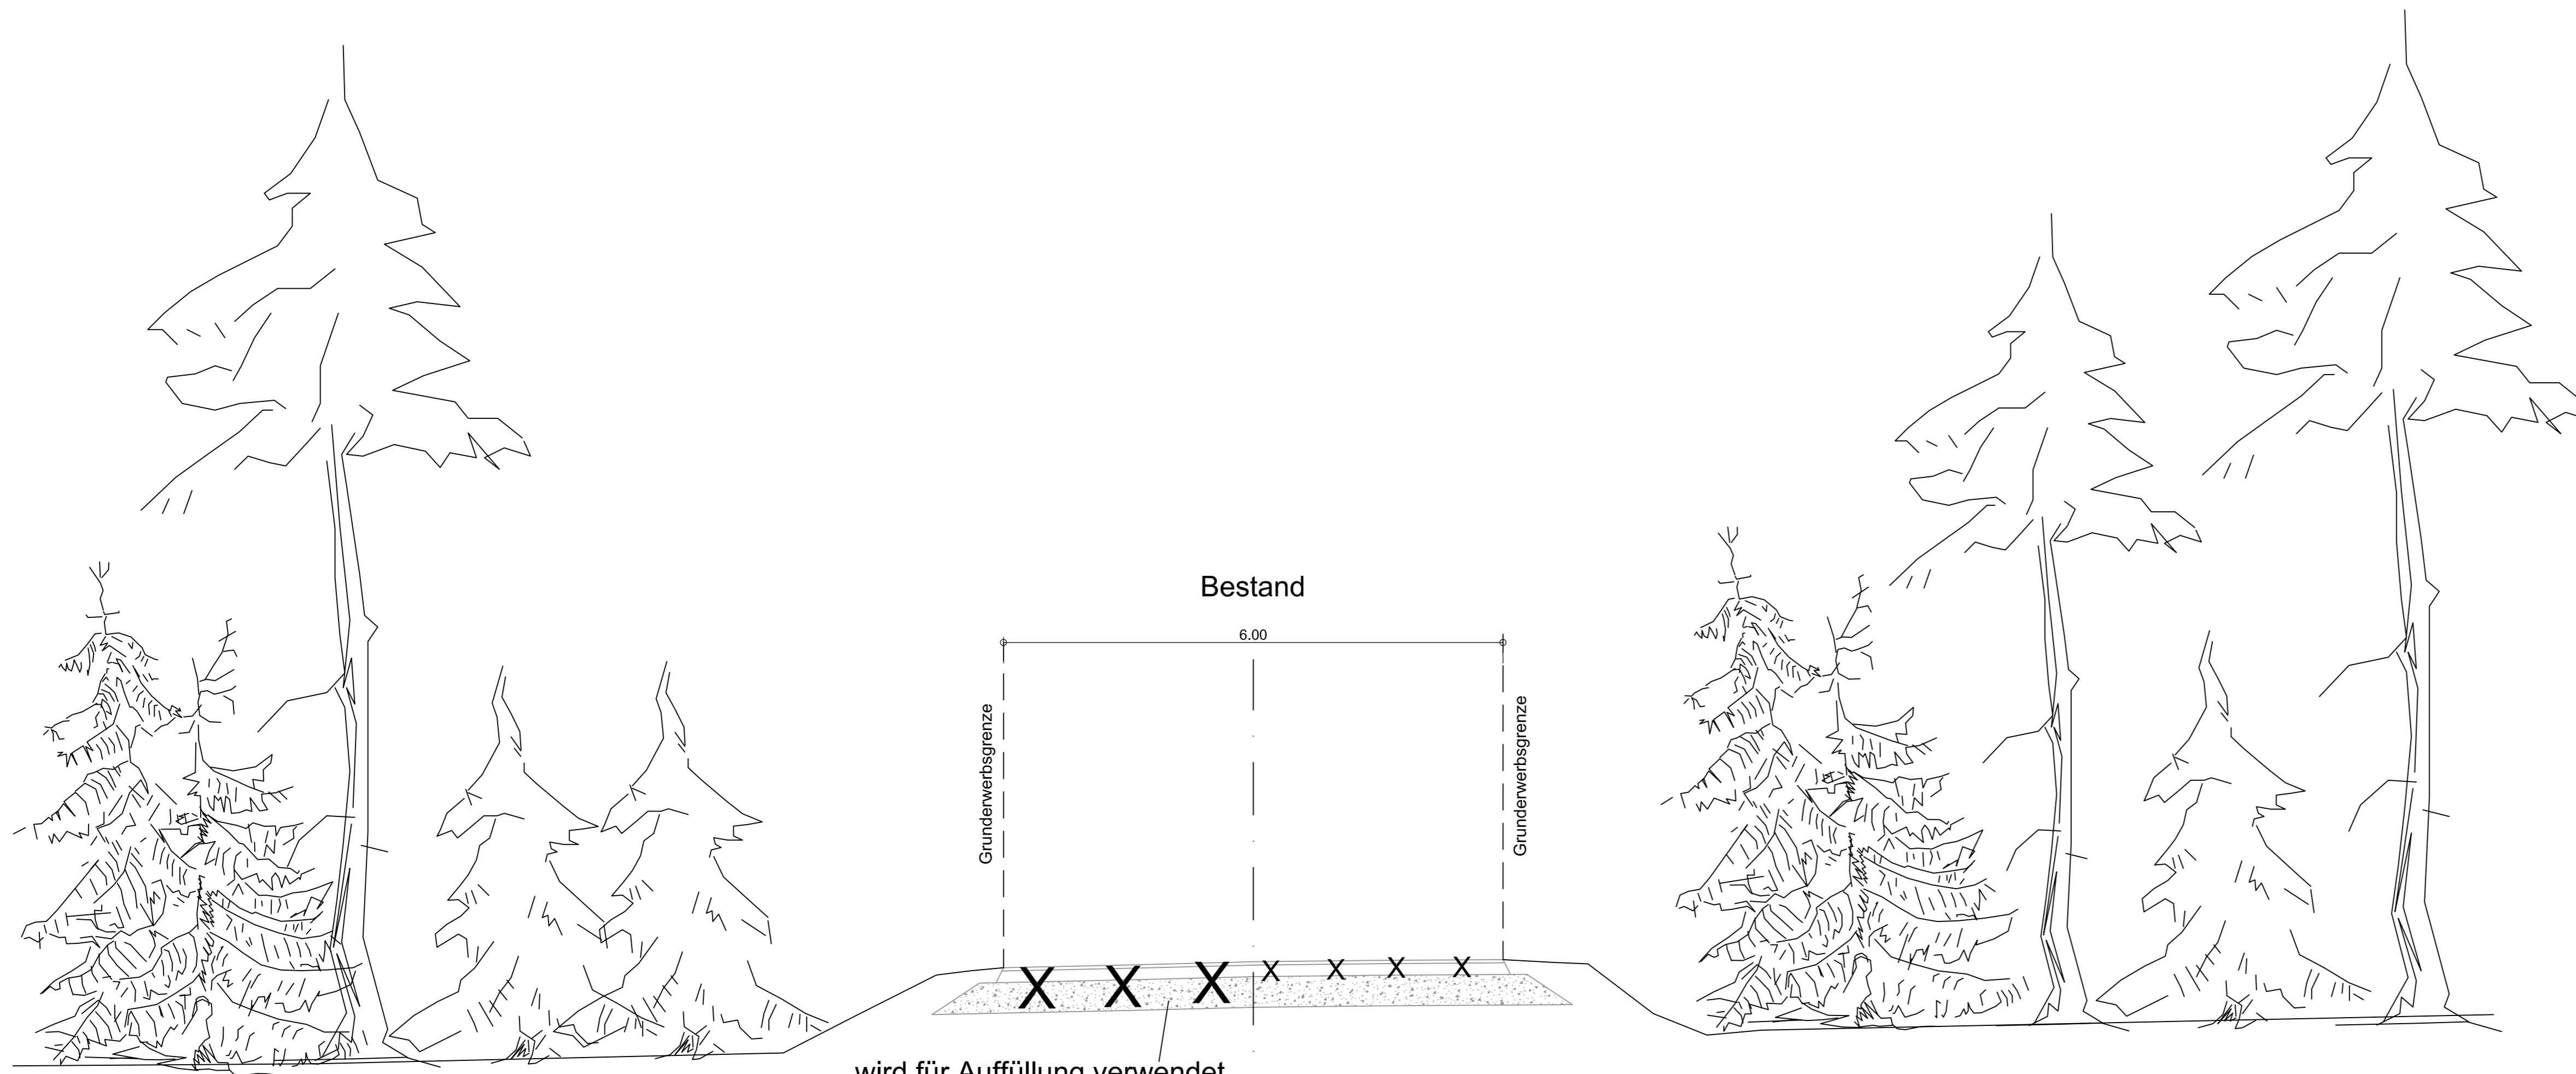 Bestand
6.00
Grunderwerbsgrenze
Grunderwerbsgrenze
X X X X X X X
wird für Auffüllung verwendet